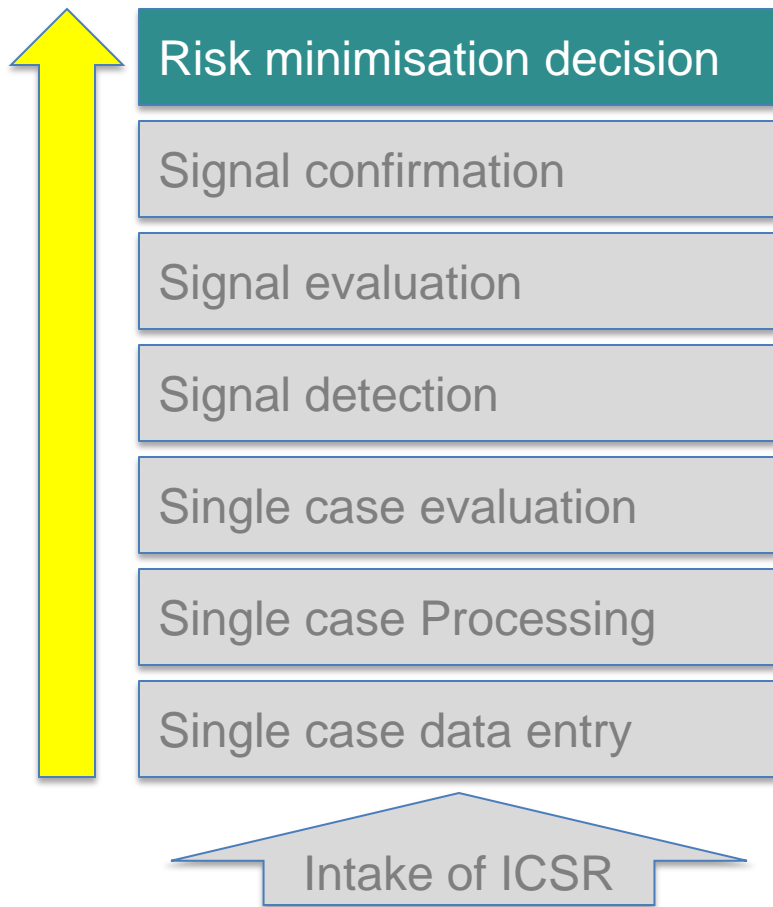 Risk minimisation decision
Signal confirmation
Signal evaluation
Signal detection
Single case evaluation
Single case Processing
Single case data entry
Intake of ICSR